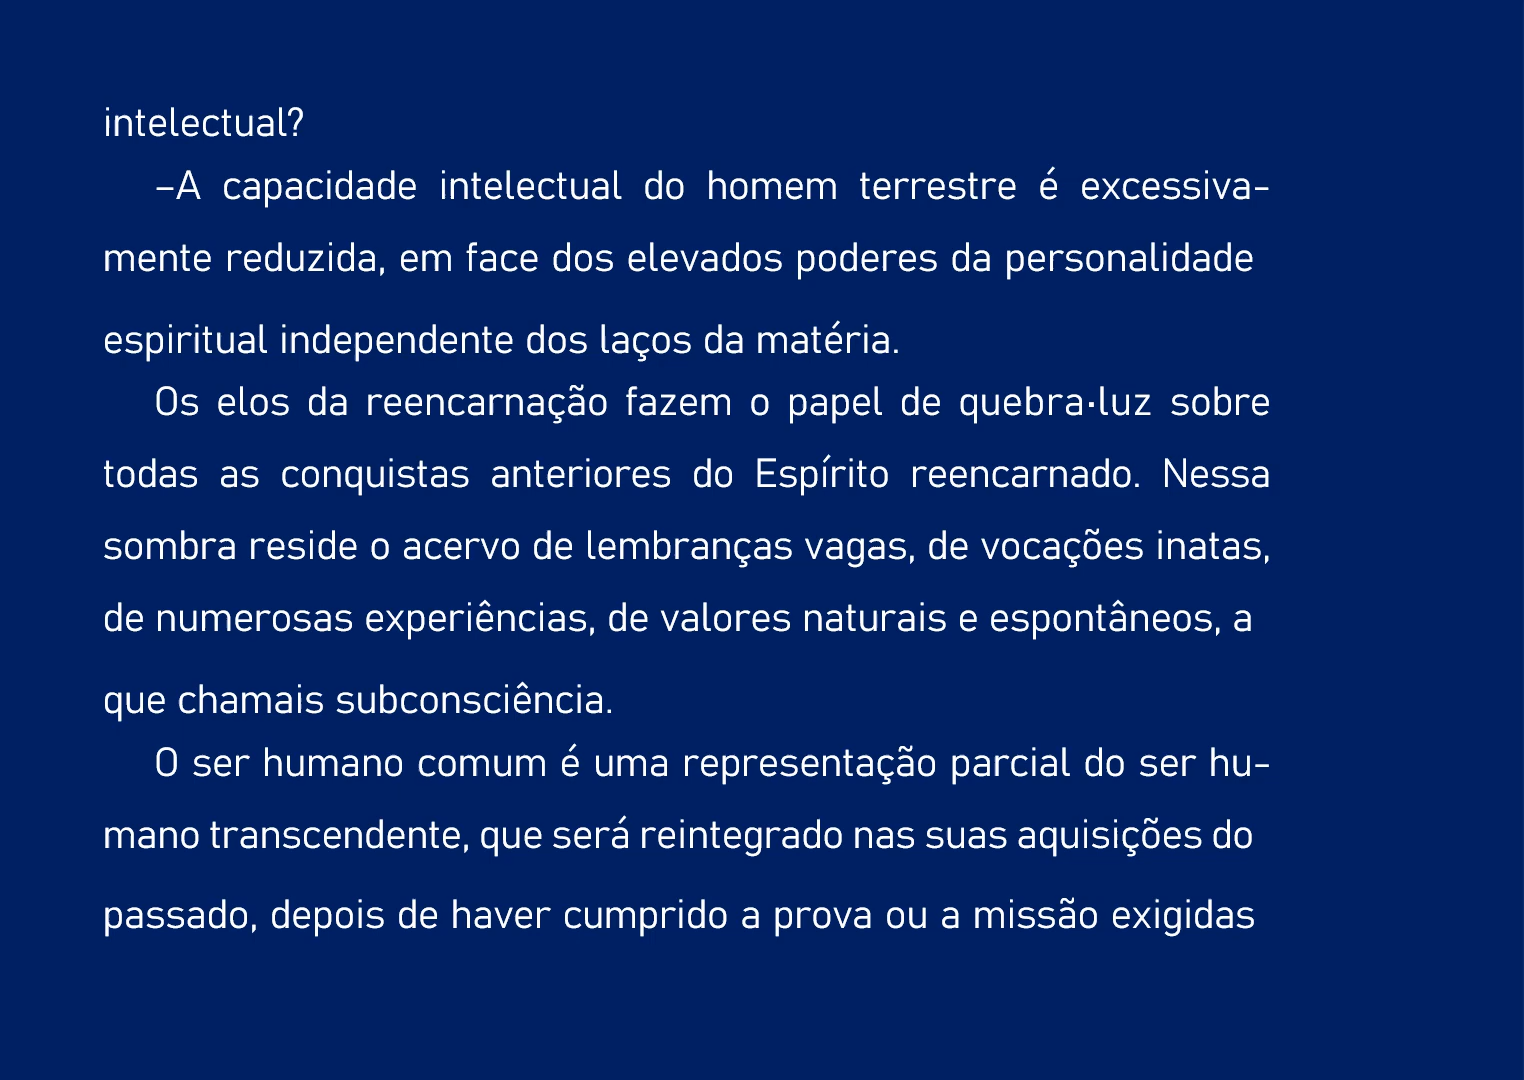 intelectual?
–A capacidade intelectual do homem terrestre é excessiva-
mente reduzida, em face dos elevados poderes da personalidade
espiritual independente dos laços da matéria.
Os elos da reencarnação fazem o papel de quebra·luz sobre
todas as conquistas anteriores do Espírito reencarnado. Nessa
sombra reside o acervo de lembranças vagas, de vocações inatas,
de numerosas experiências, de valores naturais e espontâneos, a
que chamais subconsciência.
O ser humano comum é uma representação parcial do ser hu-
mano transcendente, que será reintegrado nas suas aquisições do
passado, depois de haver cumprido a prova ou a missão exigidas